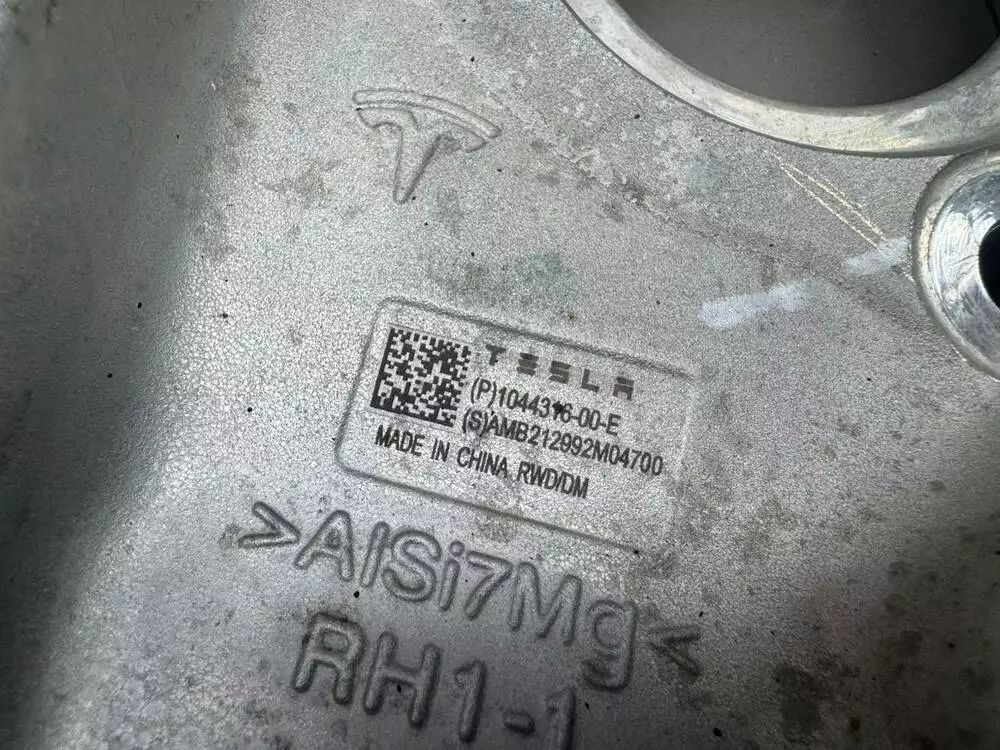 TESLA
(P)1044316-00-E
(S)AMB212992M04700
MADE IN CHINA RWD/DM
>AlSi7Mg<
RH1-1